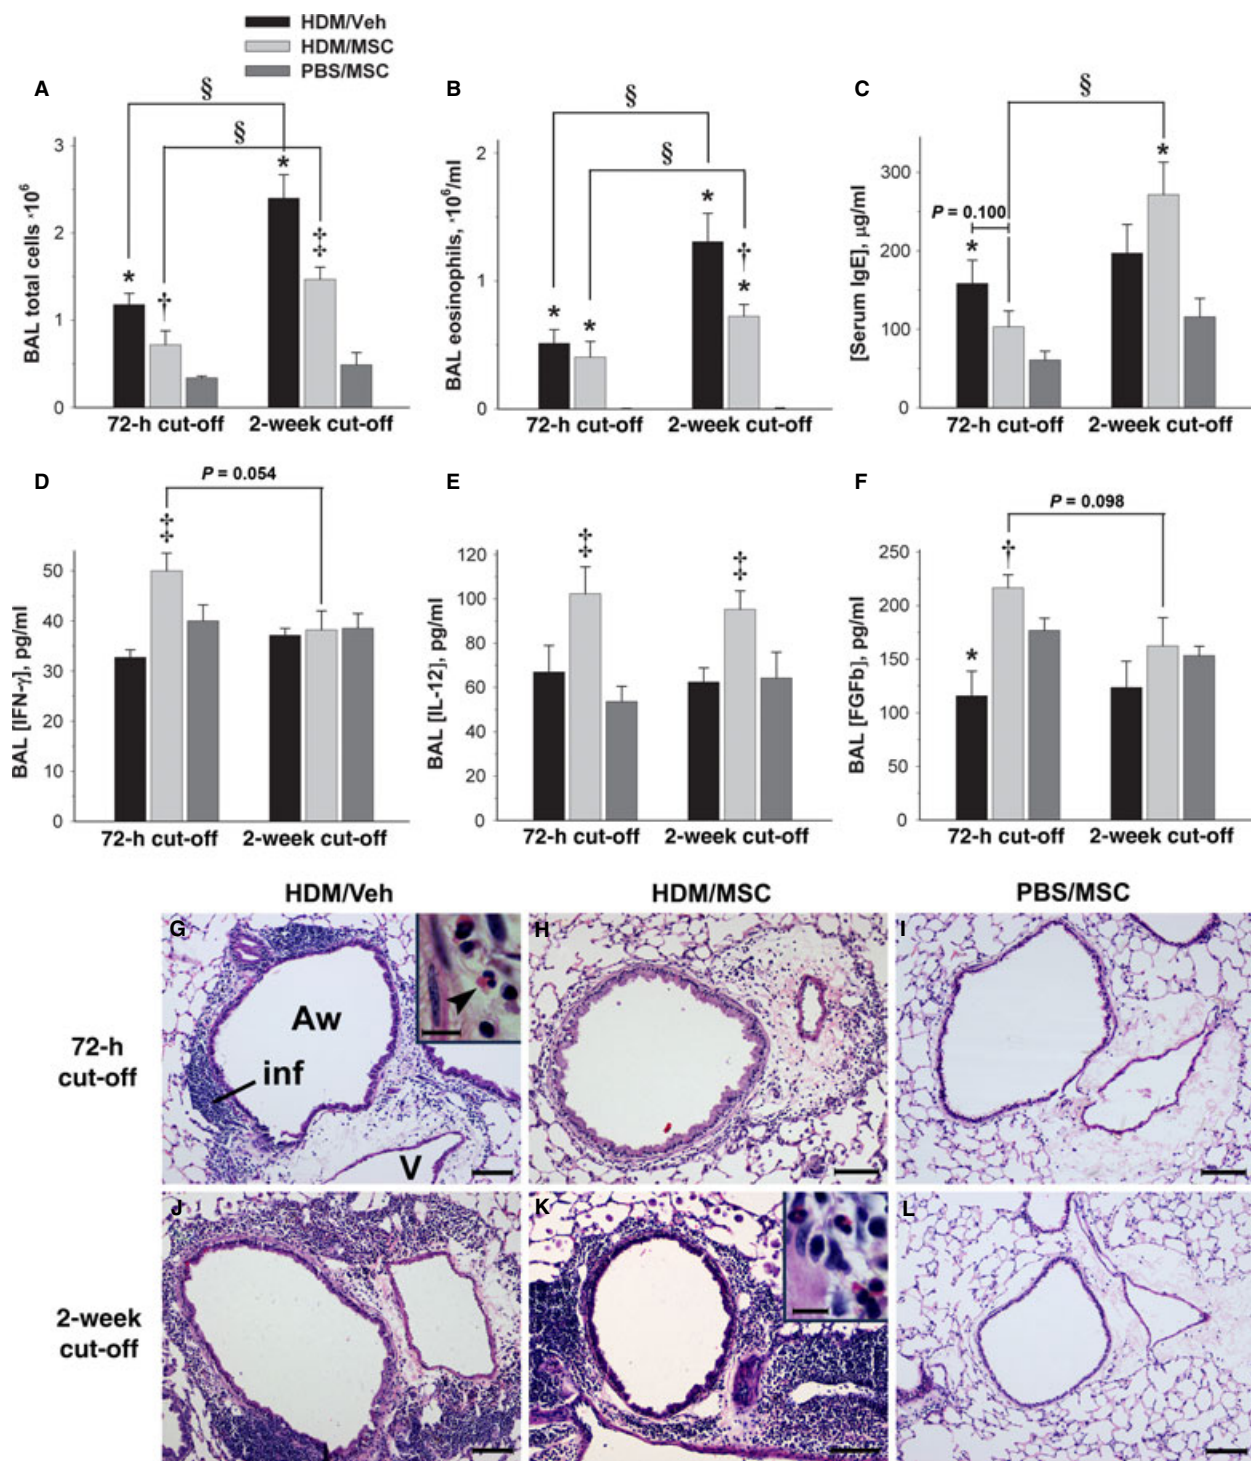 HDM/Veh
HDM/MSC
PBS/MSC
A
§
§
*
†
*
‡
BAL total cells ×10⁶
3
2
1
0
72-h cut-off 2-week cut-off
B
§
§
*
*
*
†
*
BAL eosinophils, ×10⁶/ml
2
1
0
72-h cut-off 2-week cut-off
C
§
P = 0.100
*
*
[Serum IgE], µg/ml
300
200
100
0
72-h cut-off 2-week cut-off
D
P = 0.054
‡
BAL [IFN-γ], pg/ml
50
40
30
20
10
0
72-h cut-off 2-week cut-off
E
‡
‡
BAL [IL-12], pg/ml
120
100
80
60
40
20
0
72-h cut-off 2-week cut-off
F
P = 0.098
†
*
BAL [FGFb], pg/ml
250
200
150
100
50
0
72-h cut-off 2-week cut-off
HDM/Veh HDM/MSC PBS/MSC
72-h
cut-off
G
Aw
inf
V
H
I
2-week
cut-off
J
K
L